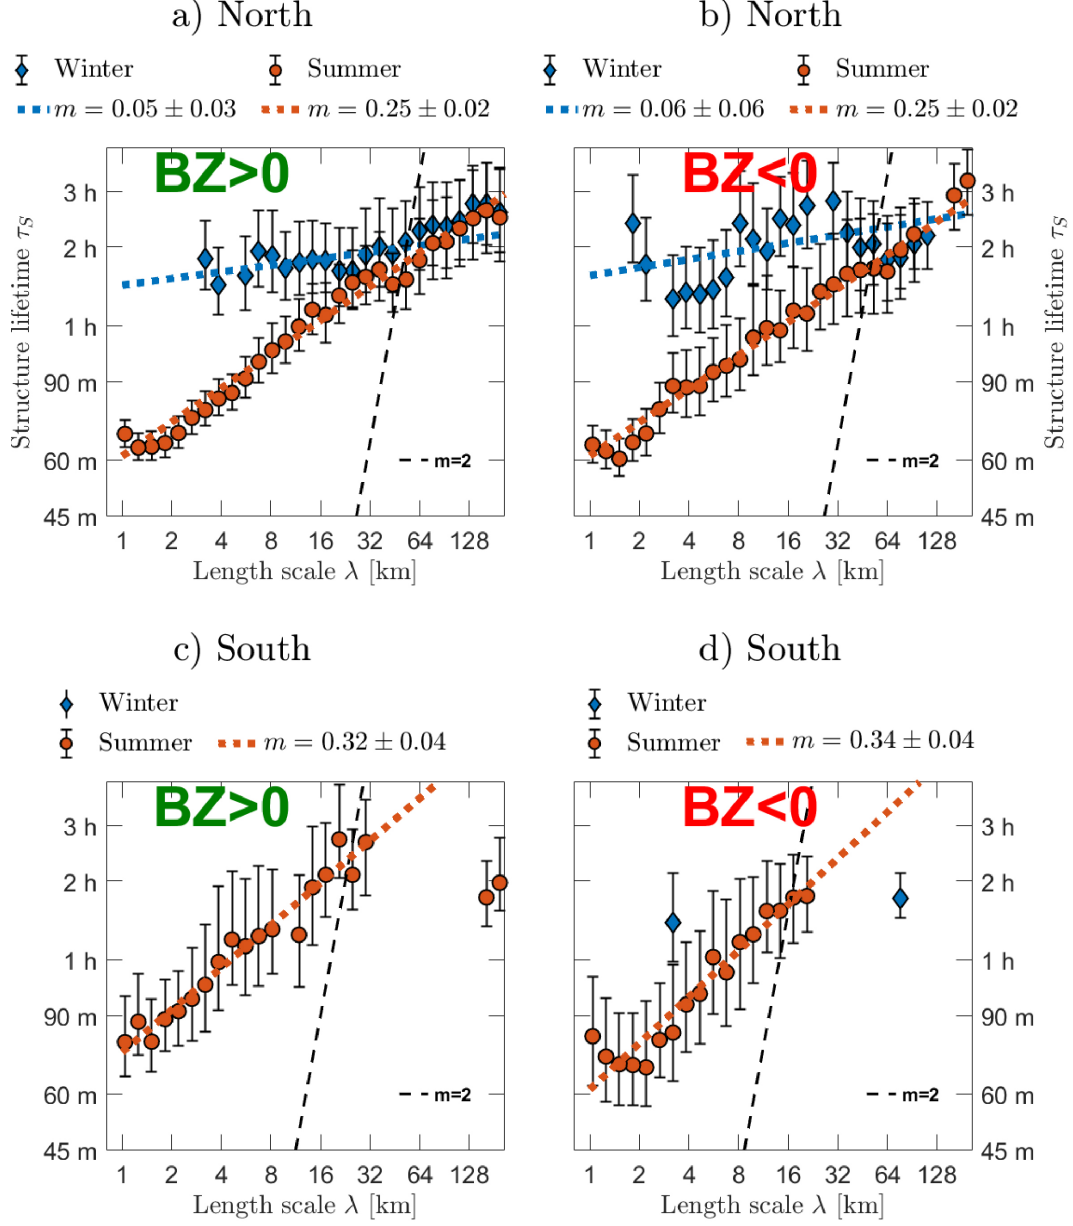 a) North
b) North
Winter
Summer
Winter
Summer
m = 0.05 ± 0.03
m = 0.25 ± 0.02
m = 0.06 ± 0.06
m = 0.25 ± 0.02
BZ>0
BZ<0
3 h
2 h
1 h
90 m
60 m
45 m
Structure lifetime τS
m=2
1 2 4 8 16 32 64 128
Length scale λ [km]
3 h
2 h
1 h
90 m
60 m
45 m
Structure lifetime τS
m=2
1 2 4 8 16 32 64 128
Length scale λ [km]
c) South
d) South
Winter
Summer
m = 0.32 ± 0.04
Winter
Summer
m = 0.34 ± 0.04
BZ>0
BZ<0
3 h
2 h
1 h
90 m
60 m
45 m
m=2
1 2 4 8 16 32 64 128
Length scale λ [km]
3 h
2 h
1 h
90 m
60 m
45 m
m=2
1 2 4 8 16 32 64 128
Length scale λ [km]